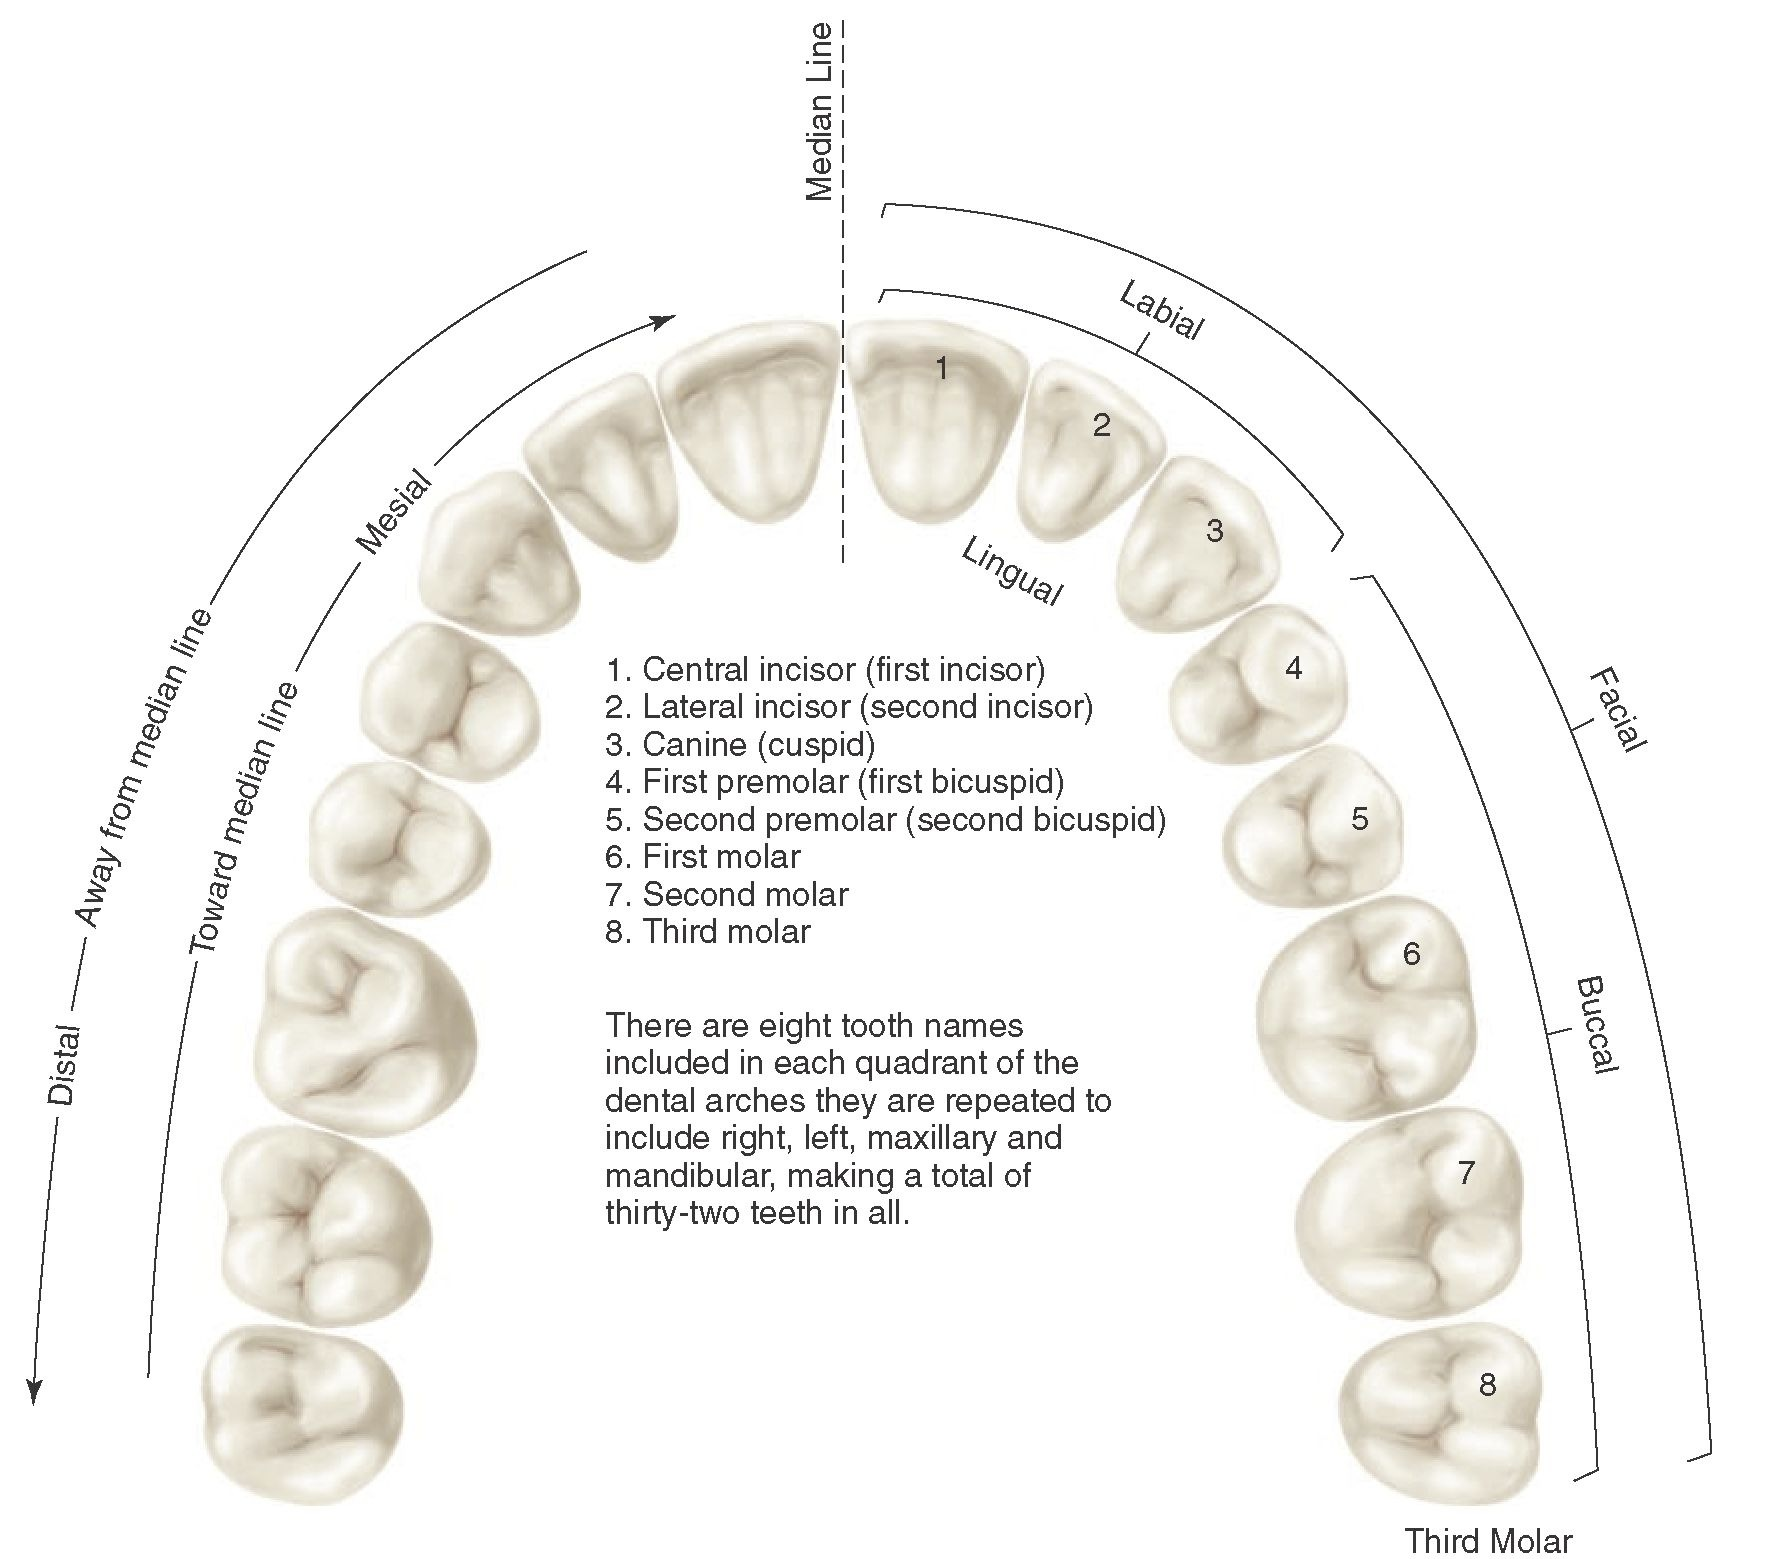 Median Line
Labial
Facial
Buccal
Mesial
Toward median line
Away from median line
Distal
1
2
3
4
5
6
7
8
Lingual
1. Central incisor (first incisor)
2. Lateral incisor (second incisor)
3. Canine (cuspid)
4. First premolar (first bicuspid)
5. Second premolar (second bicuspid)
6. First molar
7. Second molar
8. Third molar
There are eight tooth names
included in each quadrant of the
dental arches they are repeated to
include right, left, maxillary and
mandibular, making a total of
thirty-two teeth in all.
Third Molar